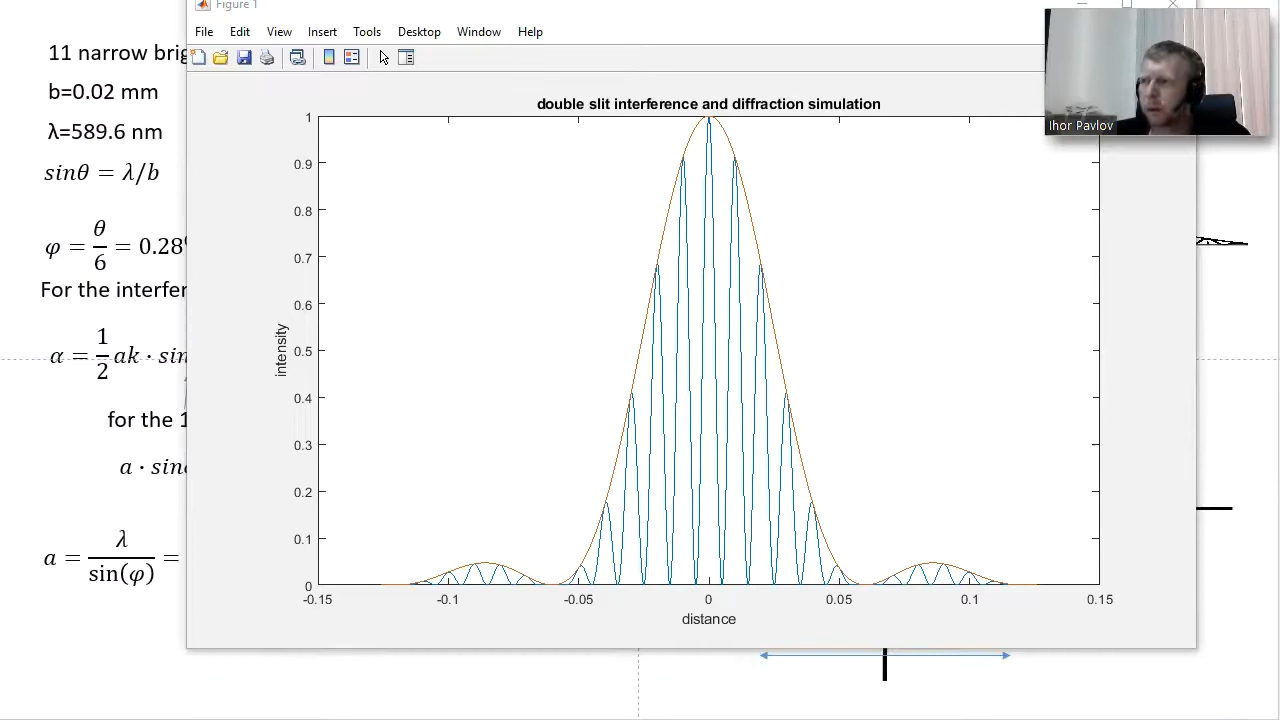 Figure 1
File Edit View Insert Tools Desktop Window Help
11 narrow
b=0.02 mm
λ=589.6 nm
sinθ = λ/b
φ = θ/6 = 0.28
For the
α = 1/2 ak · sin
for the
a · sin
a = λ/sin(φ) =
double slit interference and diffraction simulation
1
0.9
0.8
0.7
0.6
0.5
0.4
0.3
0.2
0.1
0
intensity
-0.15 -0.1 -0.05 0 0.05 0.1 0.15
distance
Ihor Pavlov